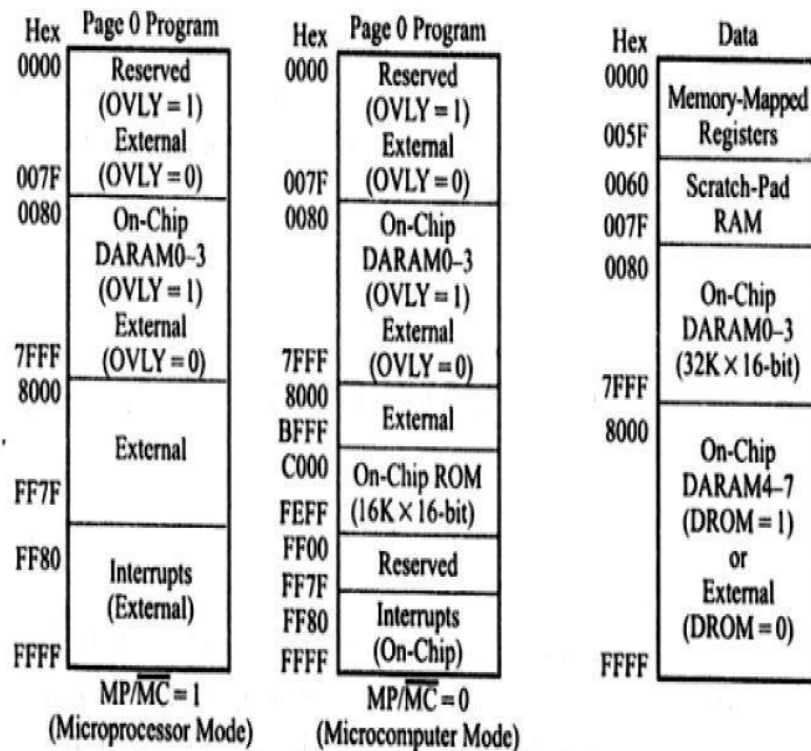 Hex Page 0 Program
0000
Reserved
(OVLY = 1)
External
007F (OVLY = 0)
0080
On-Chip
DARAM0–3
(OVLY = 1)
External
7FFF (OVLY = 0)
8000
External
FF7F
FF80
Interrupts
(External)
FFFF
MP/M̅C̅ = 1
(Microprocessor Mode)
Hex Page 0 Program
0000
Reserved
(OVLY = 1)
External
007F (OVLY = 0)
0080
On-Chip
DARAM0–3
(OVLY = 1)
External
7FFF (OVLY = 0)
8000
External
BFFF
C000
On-Chip ROM
FEFF (16K × 16-bit)
FF00
Reserved
FF7F
FF80 Interrupts
FFFF (On-Chip)
MP/M̅C̅ = 0
(Microcomputer Mode)
Hex Data
0000
Memory-Mapped
005F Registers
0060 Scratch-Pad
007F RAM
0080
On-Chip
DARAM0–3
7FFF (32K × 16-bit)
8000
On-Chip
DARAM4–7
(DROM = 1)
or
External
(DROM = 0)
FFFF